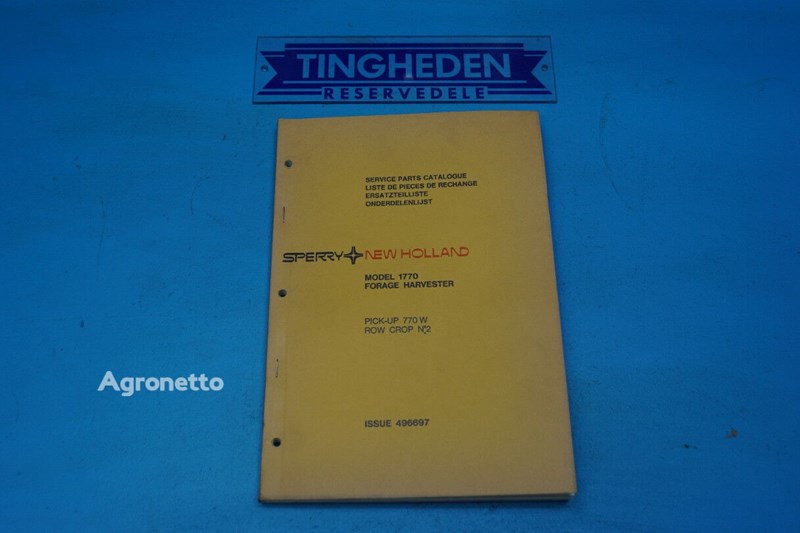 TINGHEDEN
RESERVEDELE
SERVICE PARTS CATALOGUE
LISTE DE PIECES DE RECHANGE
ERSATZTEILLISTE
ONDERDELENLIJST
SPERRY NEW HOLLAND
MODEL 1770
FORAGE HARVESTER
PICK-UP 770 W
ROW CROP Nº2
Agronetto
ISSUE 496697